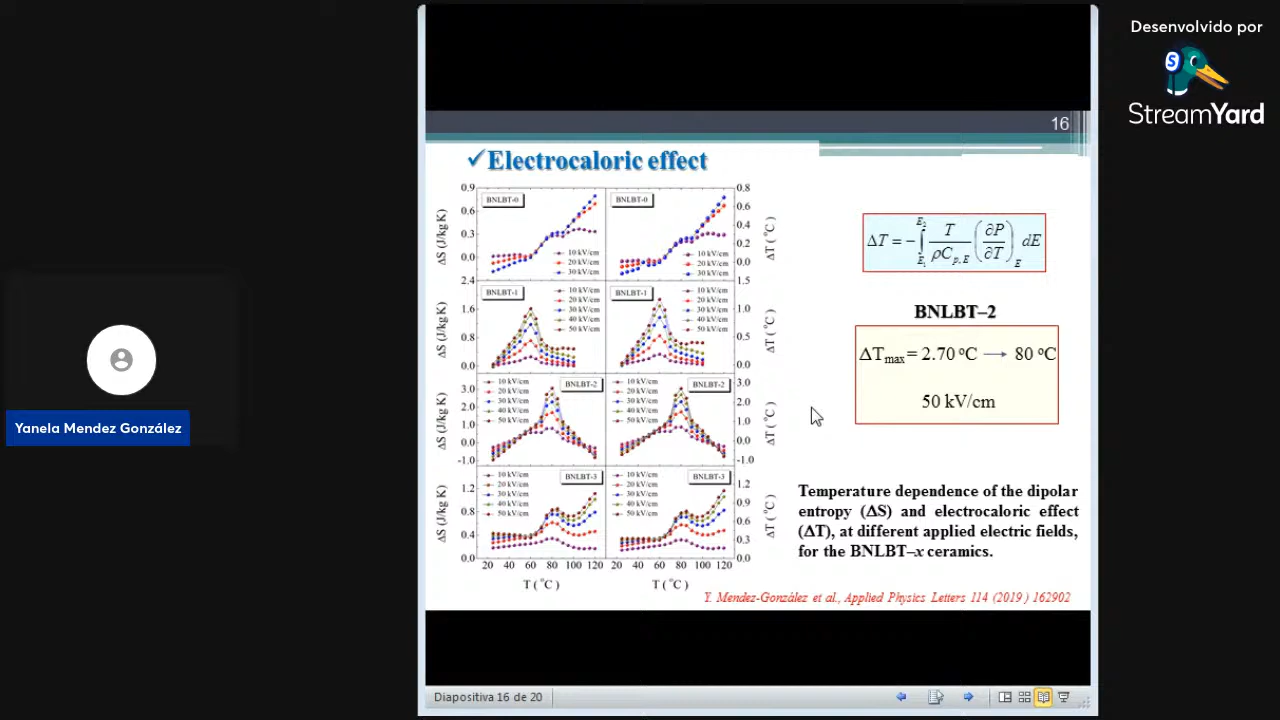 Desenvolvido por
StreamYard
16
✓Electrocaloric effect
0.9
0.6
0.3
0.0
ΔS (J/kg K)
BNLBT-0
10 kV/cm
20 kV/cm
30 kV/cm
BNLBT-0
10 kV/cm
20 kV/cm
30 kV/cm
0.8
0.6
0.4
0.2
0.0
ΔT (°C)
2.4
1.6
0.8
0.0
ΔS (J/kg K)
BNLBT-1
10 kV/cm
20 kV/cm
30 kV/cm
40 kV/cm
50 kV/cm
BNLBT-1
10 kV/cm
20 kV/cm
30 kV/cm
40 kV/cm
50 kV/cm
1.5
1.0
0.5
0.0
ΔT (°C)
3.0
2.0
1.0
0.0
-1.0
ΔS (J/kg K)
10 kV/cm
20 kV/cm
30 kV/cm
40 kV/cm
50 kV/cm
BNLBT-2
10 kV/cm
20 kV/cm
30 kV/cm
40 kV/cm
50 kV/cm
BNLBT-2
3.0
2.0
1.0
0.0
-1.0
ΔT (°C)
1.2
0.8
0.4
0.0
ΔS (J/kg K)
10 kV/cm
20 kV/cm
30 kV/cm
40 kV/cm
50 kV/cm
BNLBT-3
10 kV/cm
20 kV/cm
30 kV/cm
40 kV/cm
50 kV/cm
BNLBT-3
1.2
0.9
0.6
0.3
0.0
ΔT (°C)
20 40 60 80 100 120 20 40 60 80 100 120
T (°C) T (°C)
ΔT = −∫E₁^E₂ T/(ρC p,E) (∂P/∂T)E dE
BNLBT–2
ΔTmax = 2.70 °C → 80 °C
50 kV/cm
Temperature dependence of the dipolar
entropy (ΔS) and electrocaloric effect
(ΔT), at different applied electric fields,
for the BNLBT–x ceramics.
Y. Mendez-González et al., Applied Physics Letters 114 (2019) 162902
Yanela Mendez González
Diapositiva 16 de 20